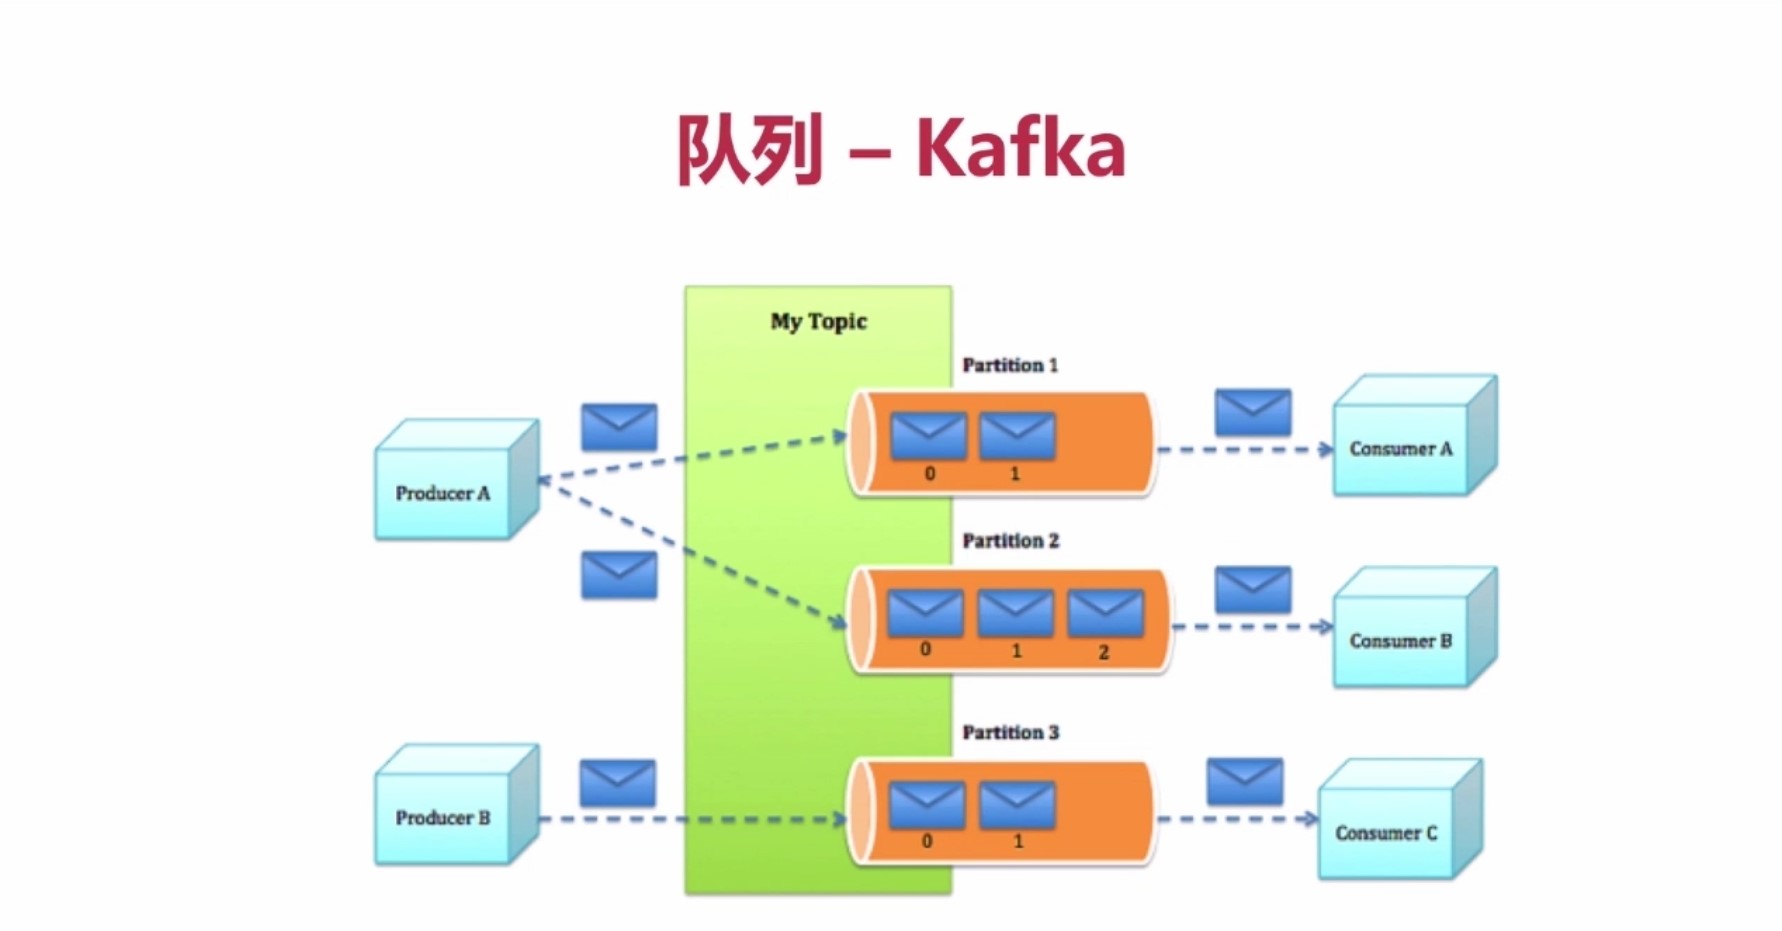 队列 – Kafka
My Topic
Partition 1
0 1
Producer A
Consumer A
Partition 2
0 1 2
Consumer B
Partition 3
0 1
Producer B
Consumer C